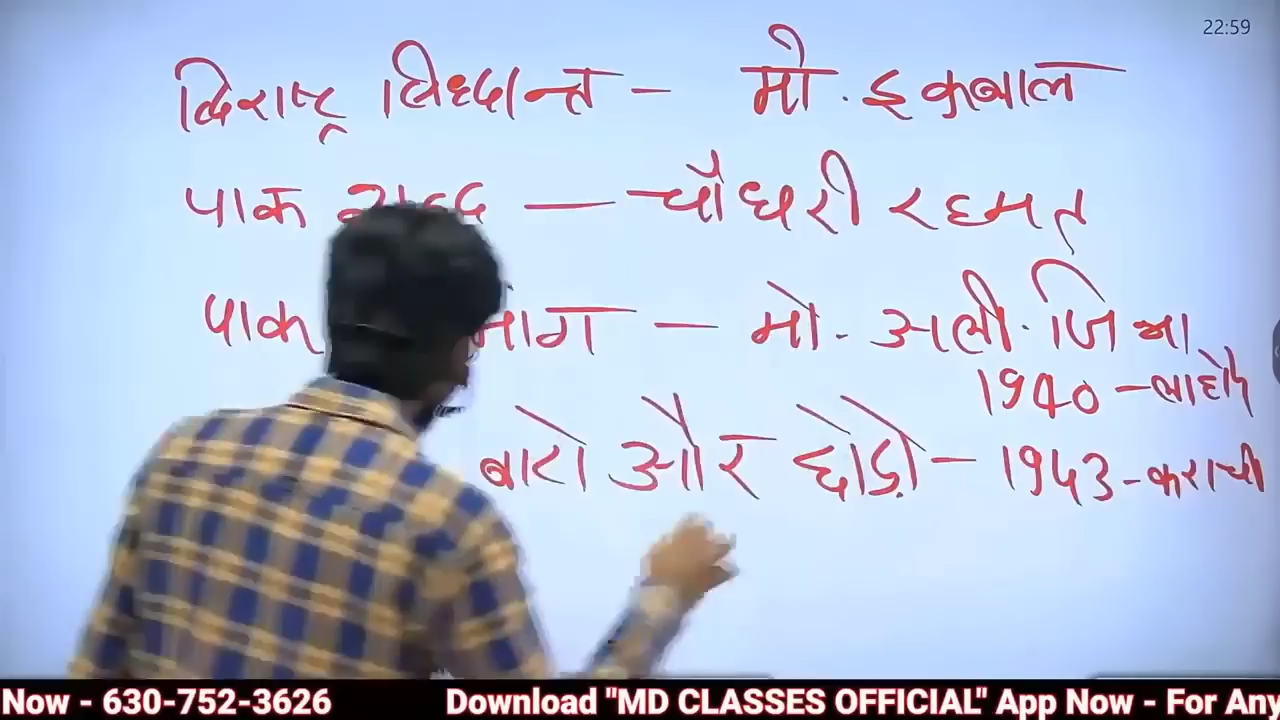 22:59
द्विराष्ट्र सिध्दान्त - मो. इकबाल
पाक शब्द — चौधरी रहमत
पाक माग — मो. अली. जिन्ना
1940 - लाहौर
बाटो और छोड़ो - 1943 - कराची
Now - 630-752-3626 Download "MD CLASSES OFFICIAL" App Now - For Any